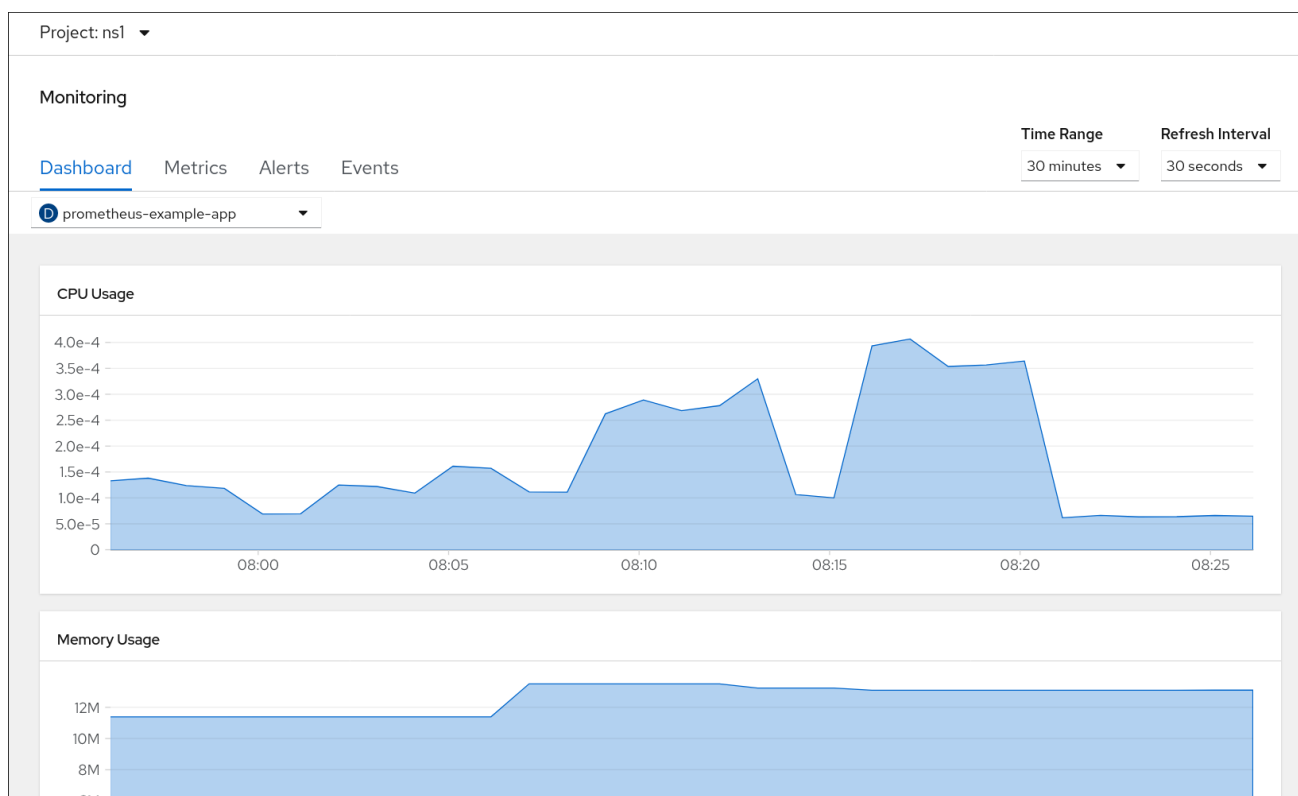 Project: ns1
Monitoring
Time Range Refresh Interval
Dashboard Metrics Alerts Events 30 minutes 30 seconds
D prometheus-example-app
CPU Usage
4.0e-4
3.5e-4
3.0e-4
2.5e-4
2.0e-4
1.5e-4
1.0e-4
5.0e-5
0
08:00 08:05 08:10 08:15 08:20 08:25
Memory Usage
12M
10M
8M